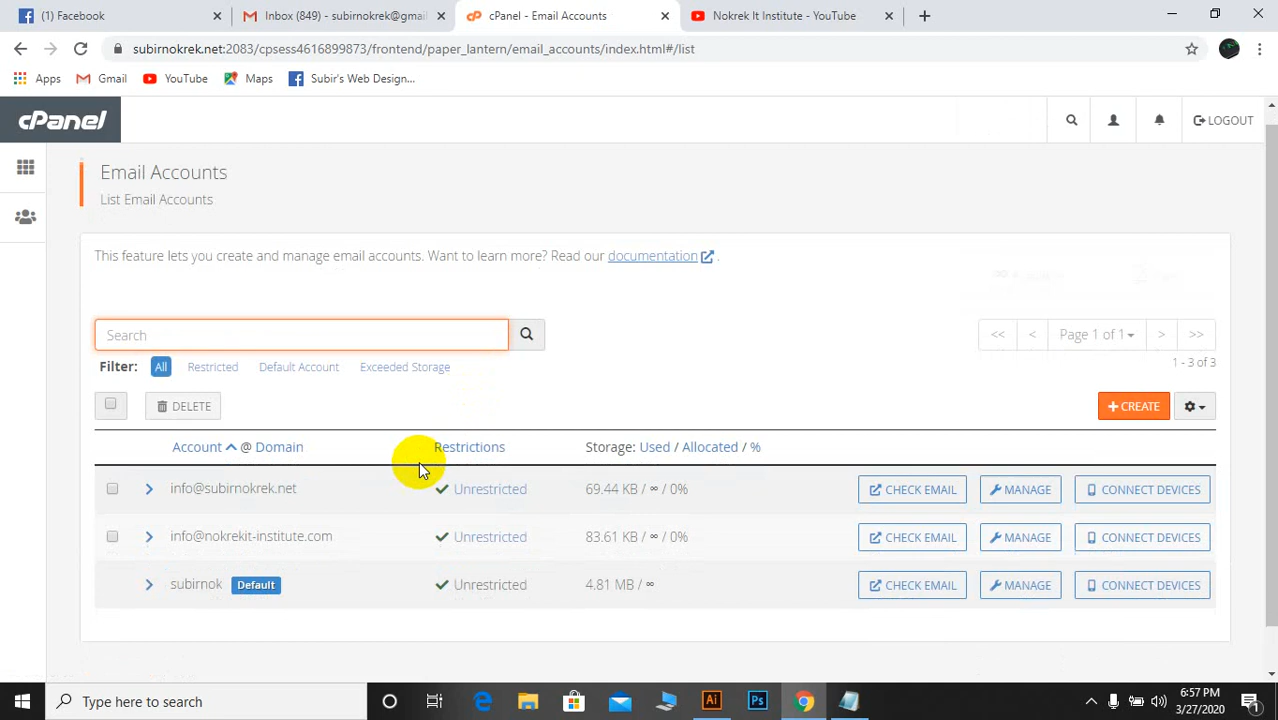 (1) Facebook
Inbox (849) - subirnokrek@gmail
cPanel - Email Accounts
Nokrek It Institute - YouTube
subirnokrek.net:2083/cpsess4616899873/frontend/paper_lantern/email_accounts/index.html#/list
Apps
Gmail
YouTube
Maps
Subir's Web Design...
cPanel
LOGOUT
Email Accounts
List Email Accounts
This feature lets you create and manage email accounts. Want to learn more? Read our documentation .
Search
<< < Page 1 of 1 > >>
Filter: All Restricted Default Account Exceeded Storage
1 - 3 of 3
DELETE
+ CREATE
Account @ Domain
Restrictions
Storage: Used / Allocated / %
info@subirnokrek.net Unrestricted 69.44 KB / ∞ / 0% CHECK EMAIL MANAGE CONNECT DEVICES
info@nokrekit-institute.com Unrestricted 83.61 KB / ∞ / 0% CHECK EMAIL MANAGE CONNECT DEVICES
subirnok Default Unrestricted 4.81 MB / ∞ CHECK EMAIL MANAGE CONNECT DEVICES
Type here to search
Ai
Ps
6:57 PM
3/27/2020
1